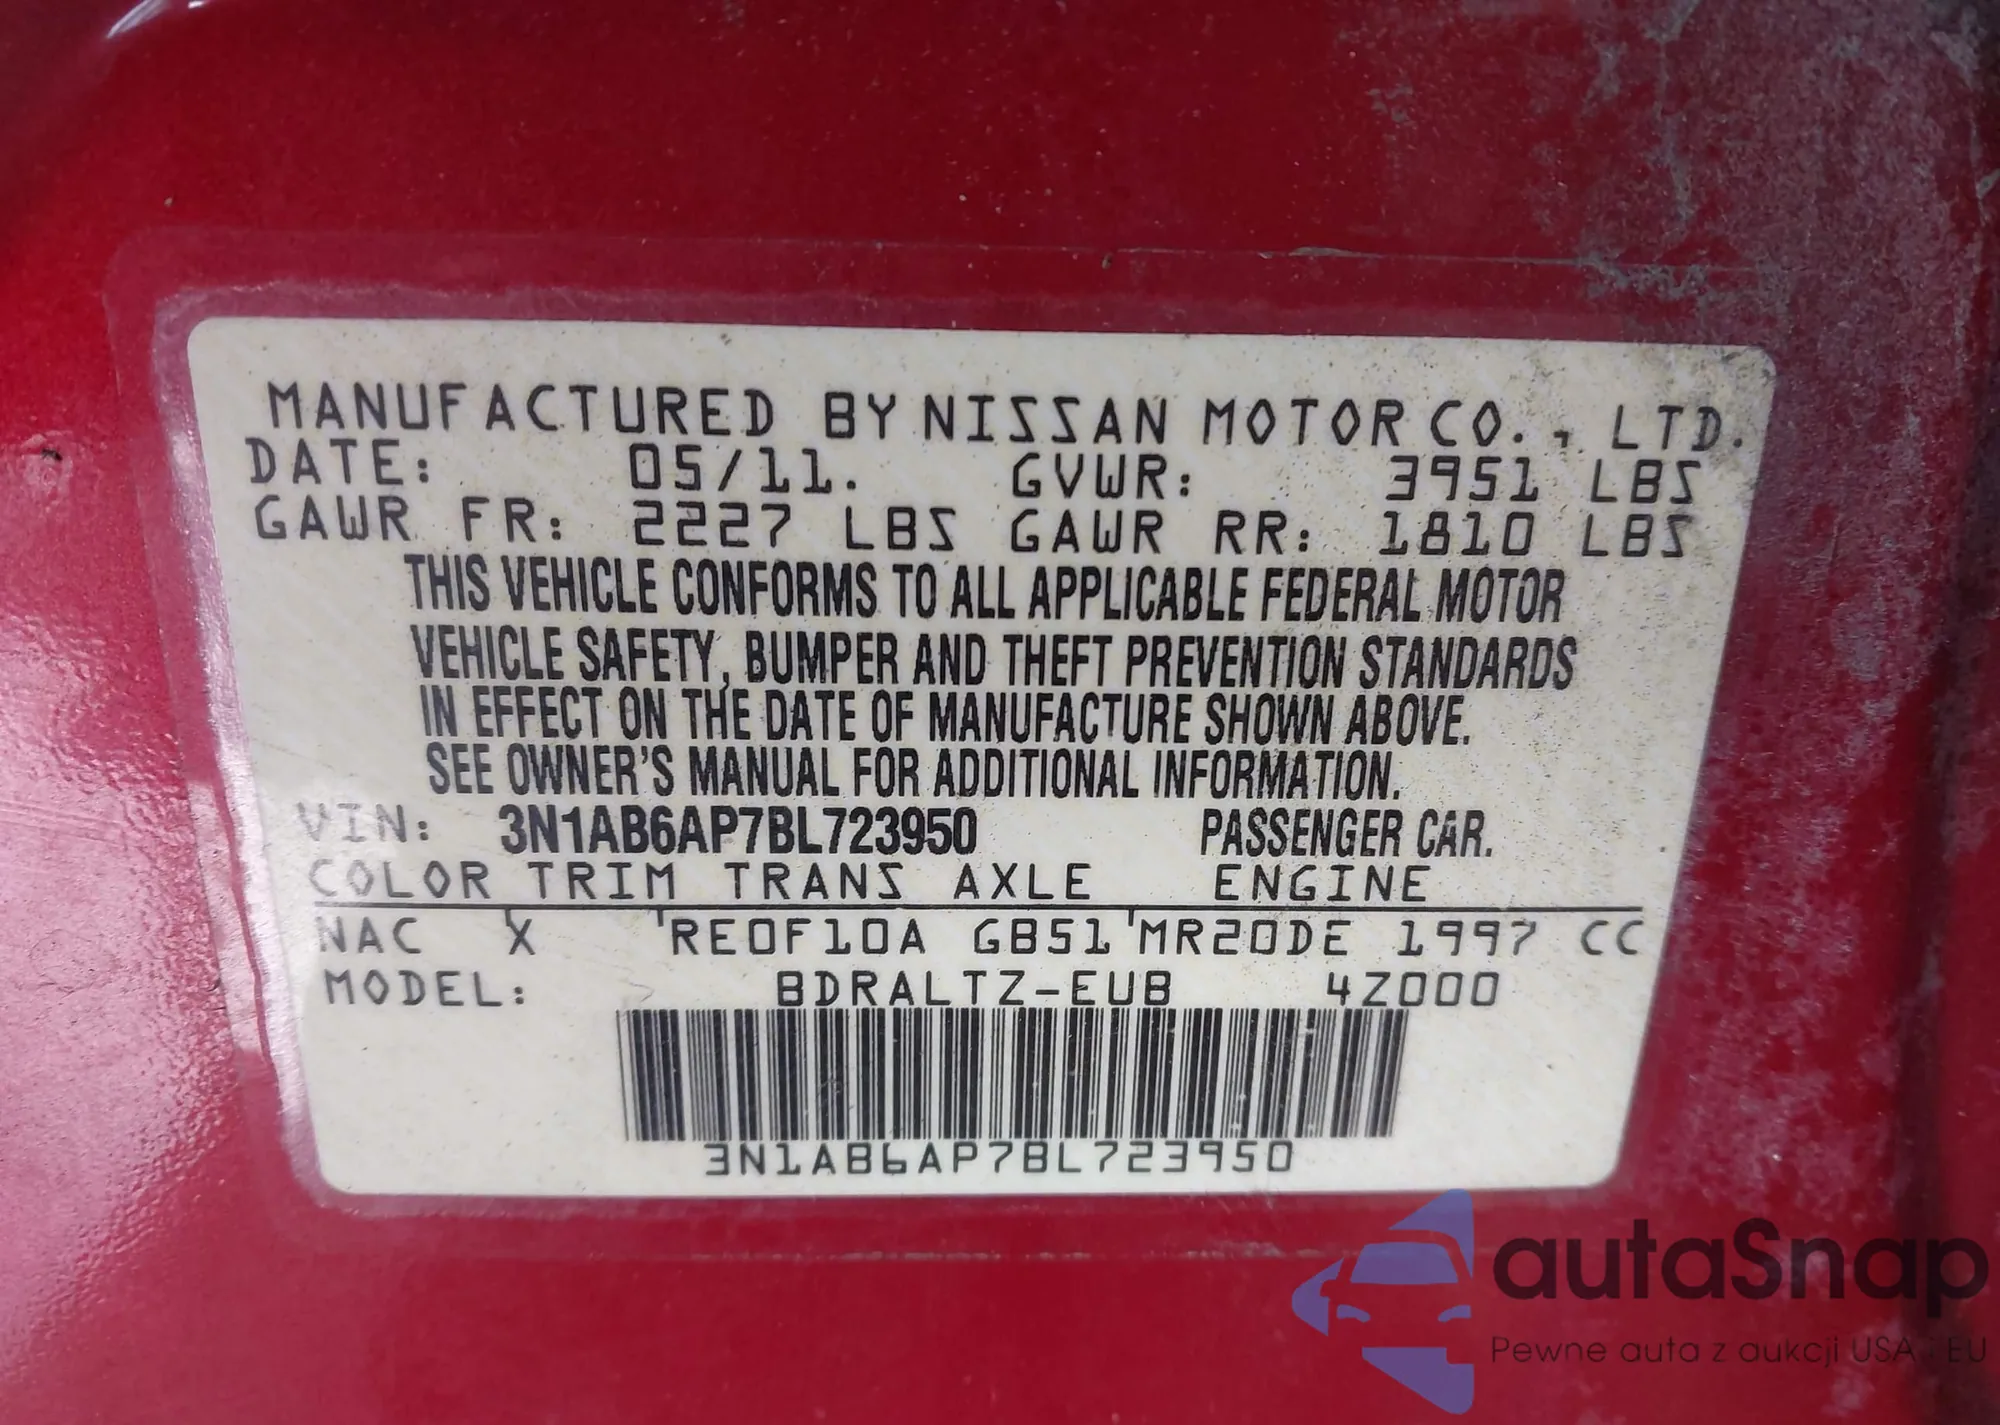 MANUFACTURED BY NISSAN MOTOR CO., LTD.
DATE: 05/11. GVWR: 3951 LBS
GAWR FR: 2227 LBS GAWR RR: 1810 LBS
THIS VEHICLE CONFORMS TO ALL APPLICABLE FEDERAL MOTOR
VEHICLE SAFETY, BUMPER AND THEFT PREVENTION STANDARDS
IN EFFECT ON THE DATE OF MANUFACTURE SHOWN ABOVE.
SEE OWNER'S MANUAL FOR ADDITIONAL INFORMATION.
VIN: 3N1AB6AP7BL723950 PASSENGER CAR.
COLOR TRIM TRANS AXLE ENGINE
NAC X 'RE0F10A GB51'MR20DE 1997 CC
MODEL: BDRALTZ-EUB 4Z000
3N1AB6AP7BL723950
autaSnap
Pewne auta z aukcji USA i EU